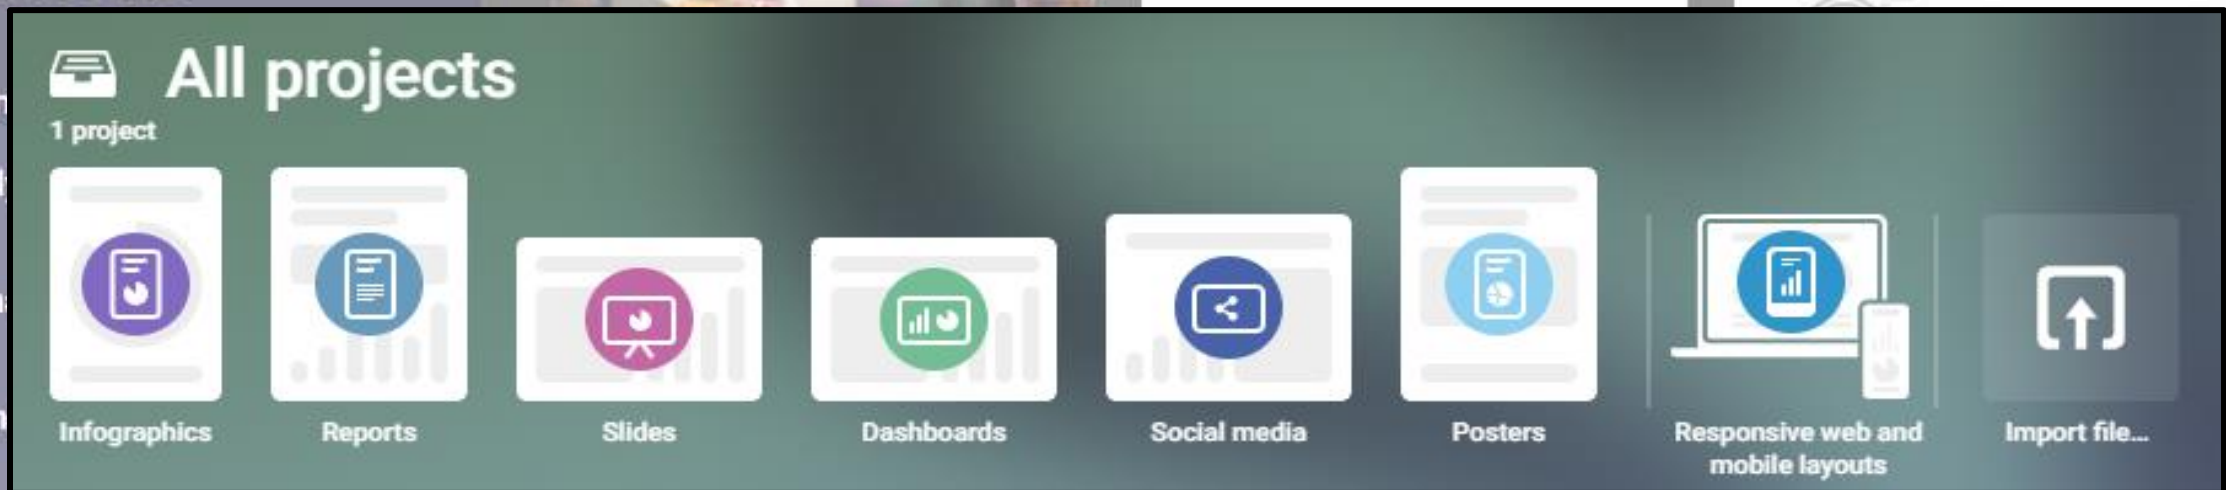 All projects
1 project
Infographics
Reports
Slides
Dashboards
Social media
Posters
Responsive web and
mobile layouts
Import file...